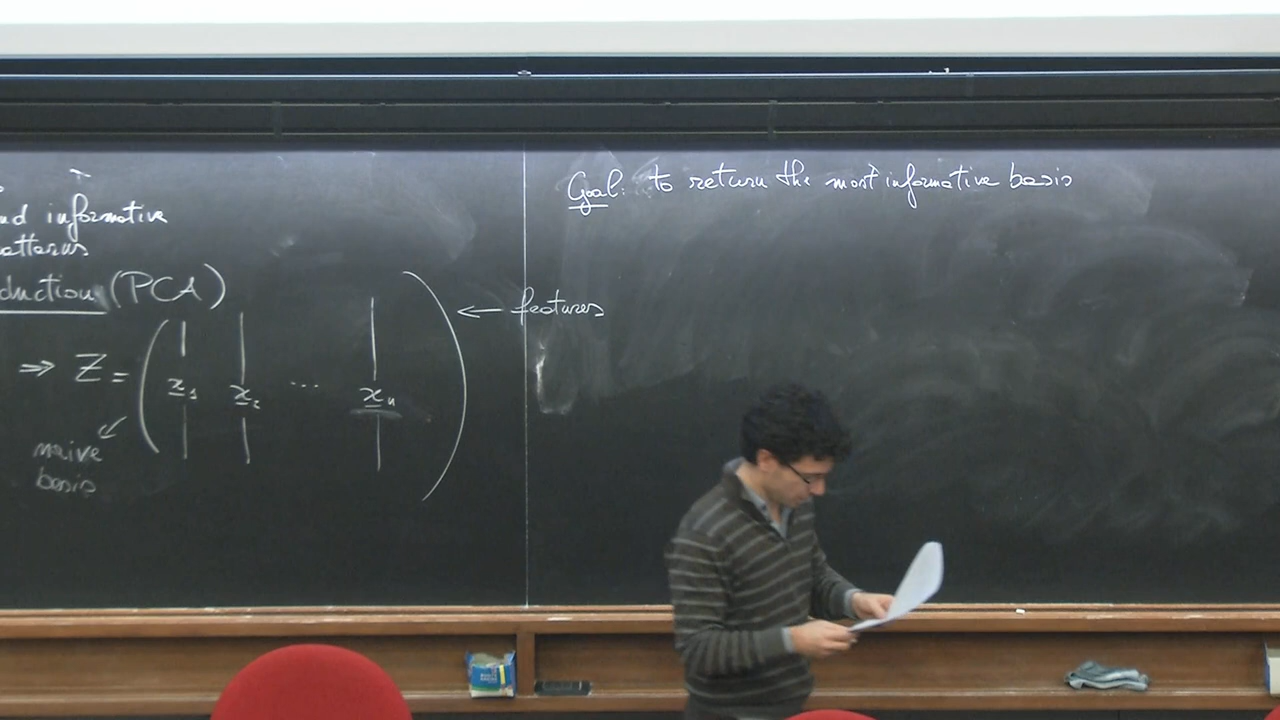 nd informative
atterns
duction (PCA)
⇒ Z = ( x₁ x₂ ... xₙ ) ← features
naive
basis
Goal: to return the most informative basis